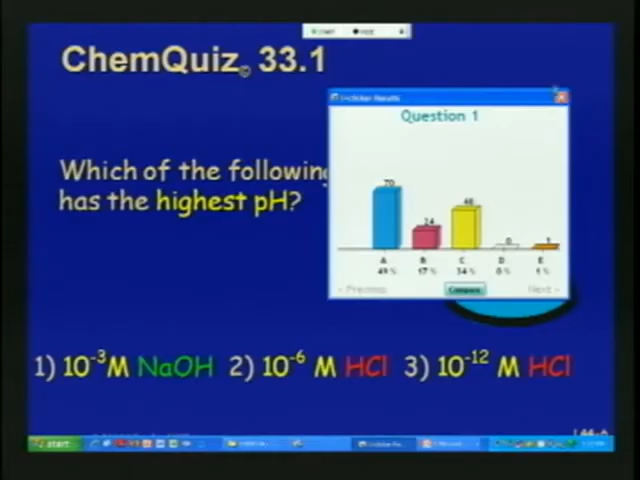 ChemQuiz© 33.1
Question 1
Which of the following
has the highest pH?
70
24
48
0
1
A B C D E
49 % 17 % 34 % 0 % 1 %
Previous
Compare
Next
1) 10⁻³M NaOH 2) 10⁻⁶ M HCl 3) 10⁻¹² M HCl
start